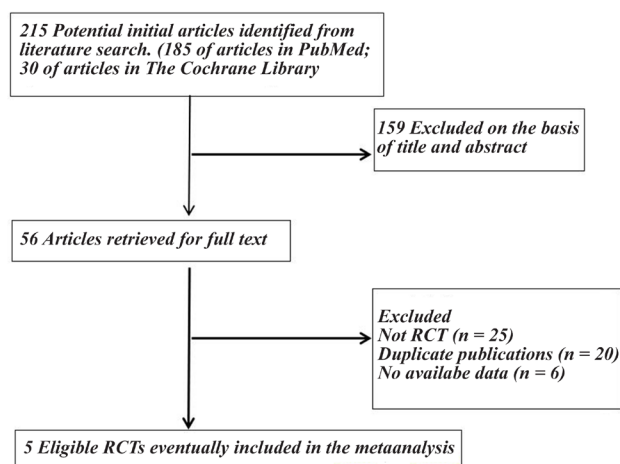 215 Potential initial articles identified from
literature search. (185 of articles in PubMed;
30 of articles in The Cochrane Library
159 Excluded on the basis
of title and abstract
56 Articles retrieved for full text
Excluded
Not RCT (n = 25)
Duplicate publications (n = 20)
No availabe data (n = 6)
5 Eligible RCTs eventually included in the metaanalysis